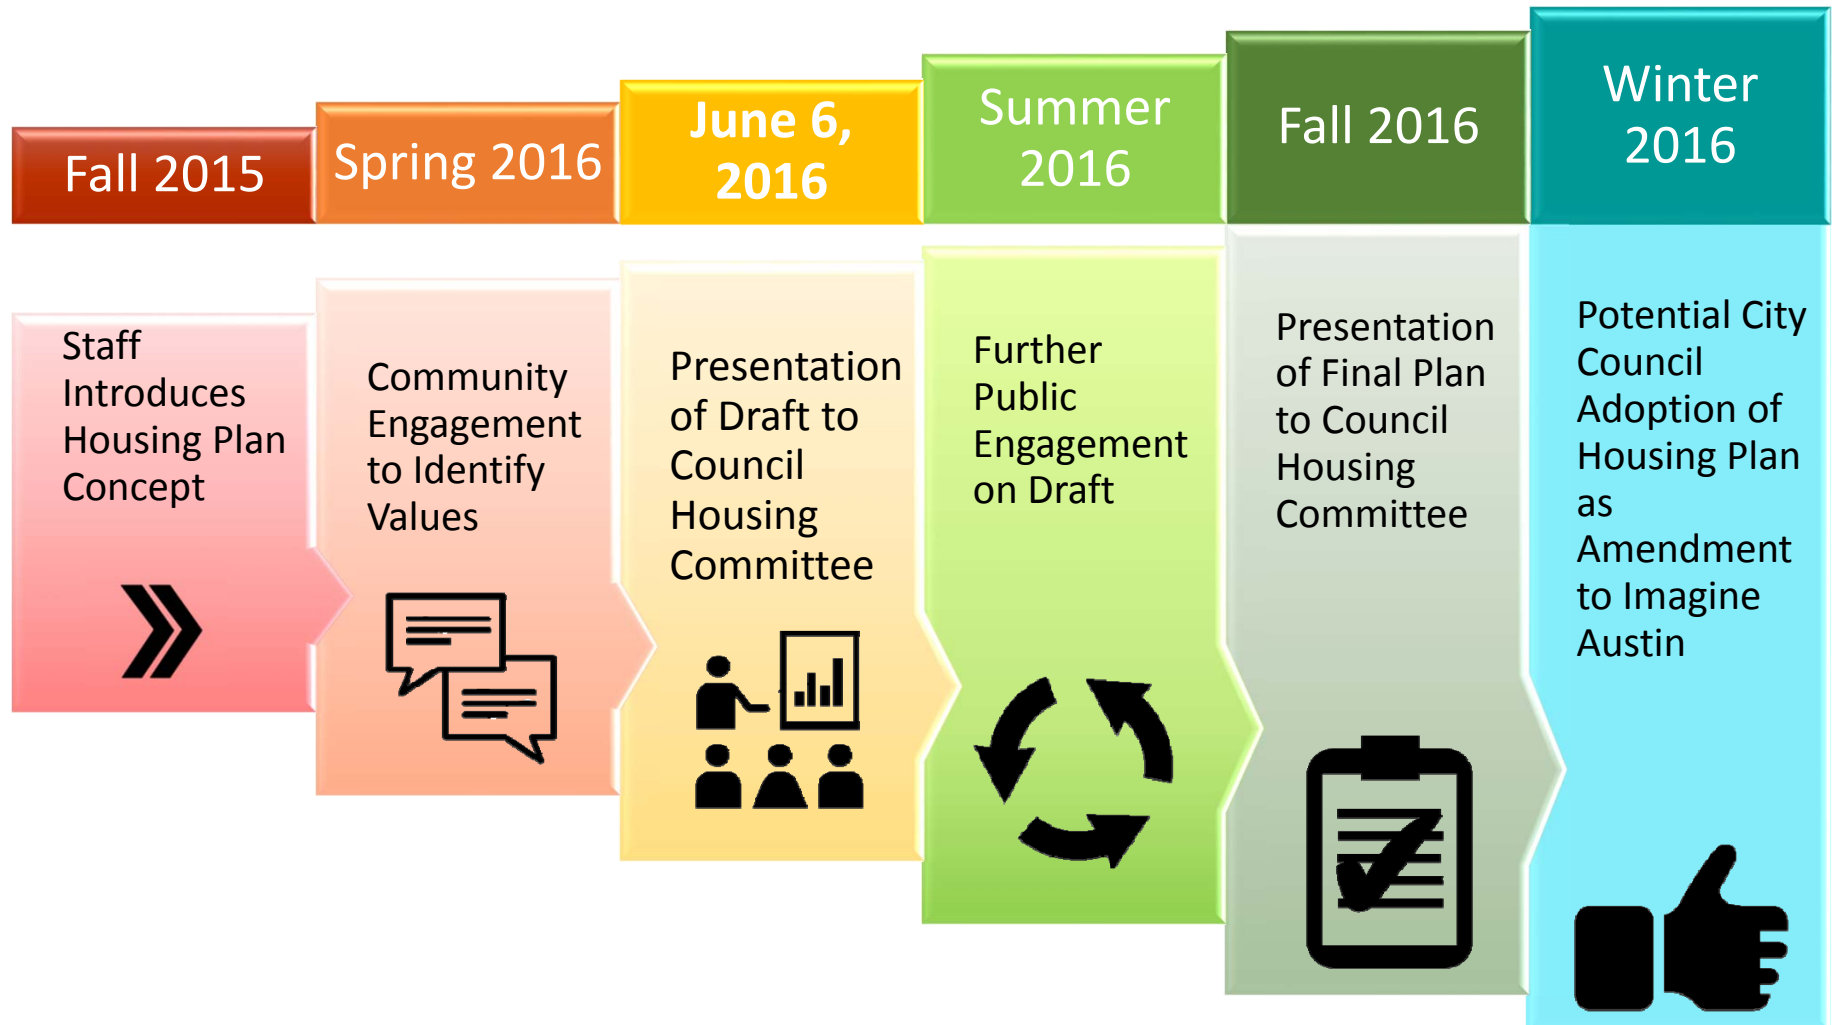 Fall 2015
Staff
Introduces
Housing Plan
Concept
Spring 2016
Community
Engagement
to Identify
Values
June 6,
2016
Presentation
of Draft to
Council
Housing
Committee
Summer
2016
Further
Public
Engagement
on Draft
Fall 2016
Presentation
of Final Plan
to Council
Housing
Committee
Winter
2016
Potential City
Council
Adoption of
Housing Plan
as
Amendment
to Imagine
Austin